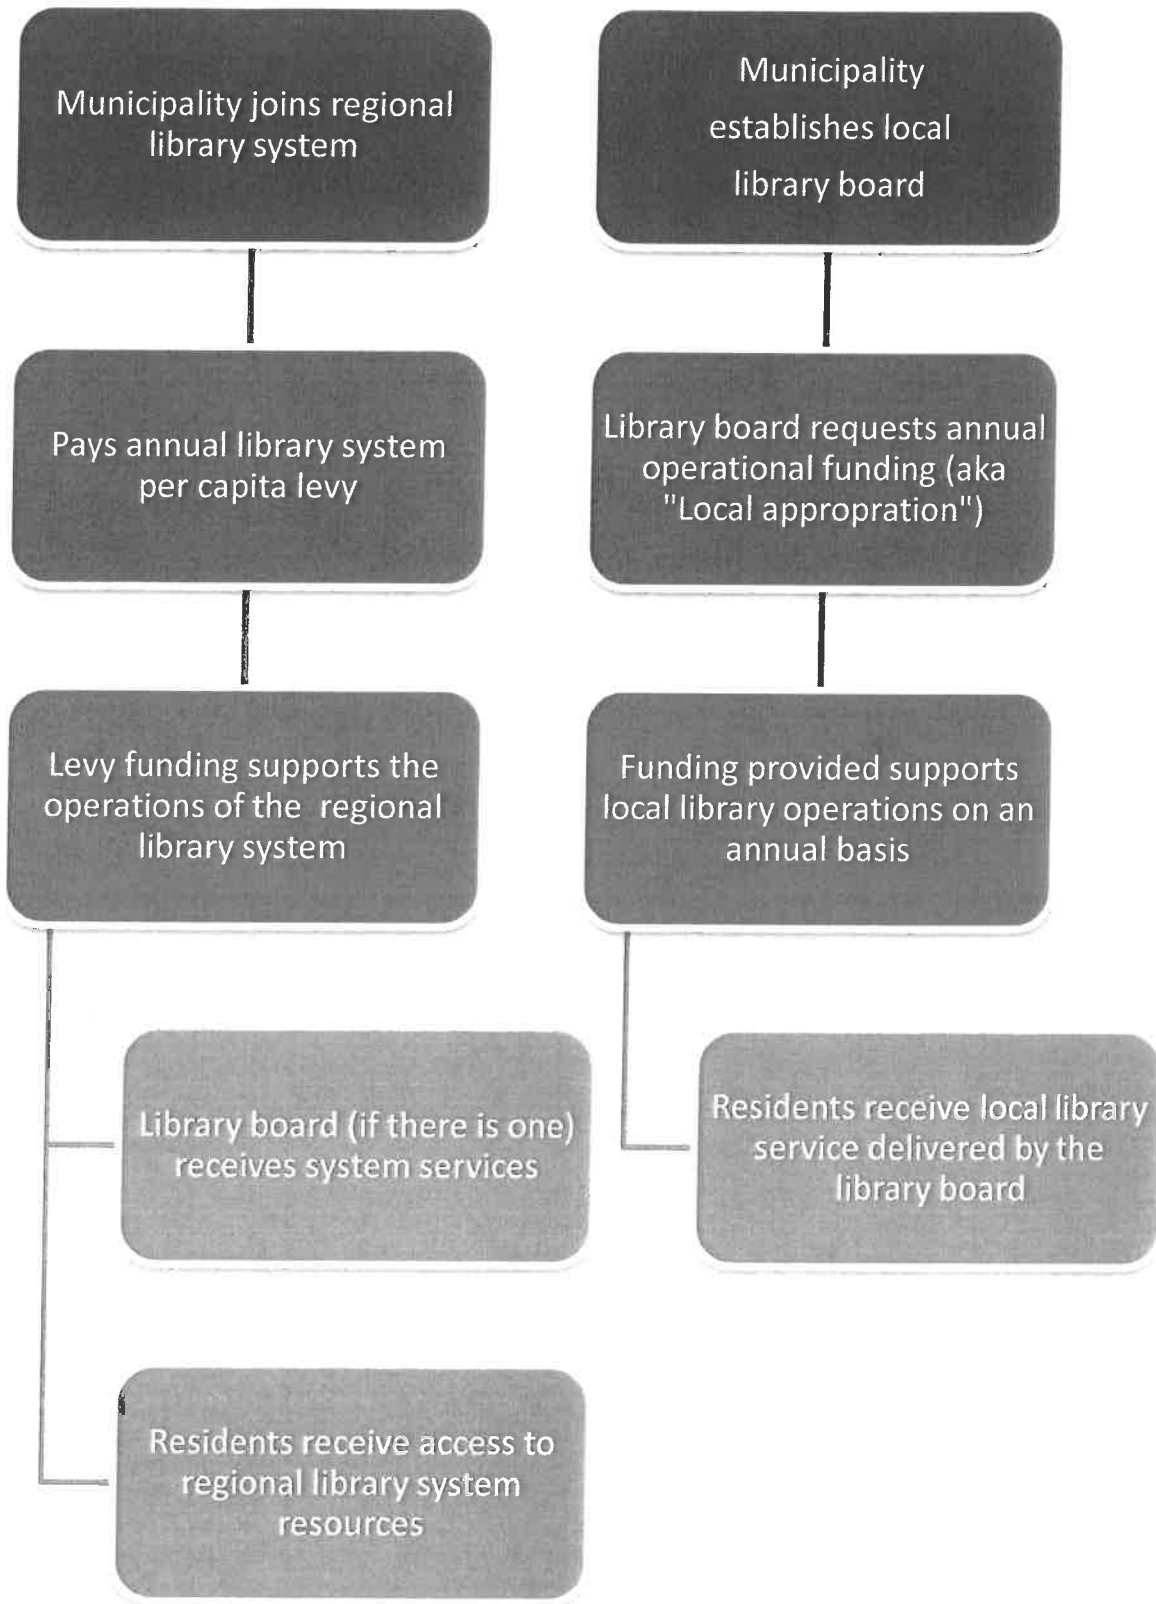 Municipality joins regional
library system
Pays annual library system
per capita levy
Levy funding supports the
operations of the regional
library system
Library board (if there is one)
receives system services
Residents receive access to
regional library system
resources
Municipality
establishes local
library board
Library board requests annual
operational funding (aka
"Local appropration")
Funding provided supports
local library operations on an
annual basis
Residents receive local library
service delivered by the
library board